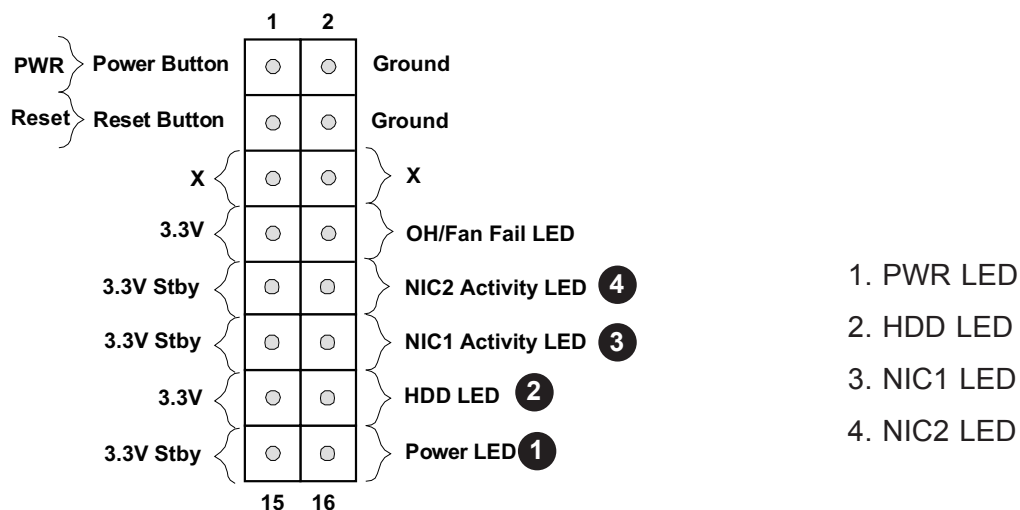 1 2
PWR Power Button Ground
Reset Reset Button Ground
X X
3.3V OH/Fan Fail LED
3.3V Stby NIC2 Activity LED 4
3.3V Stby NIC1 Activity LED 3
3.3V HDD LED 2
3.3V Stby Power LED 1
15 16
1. PWR LED
2. HDD LED
3. NIC1 LED
4. NIC2 LED